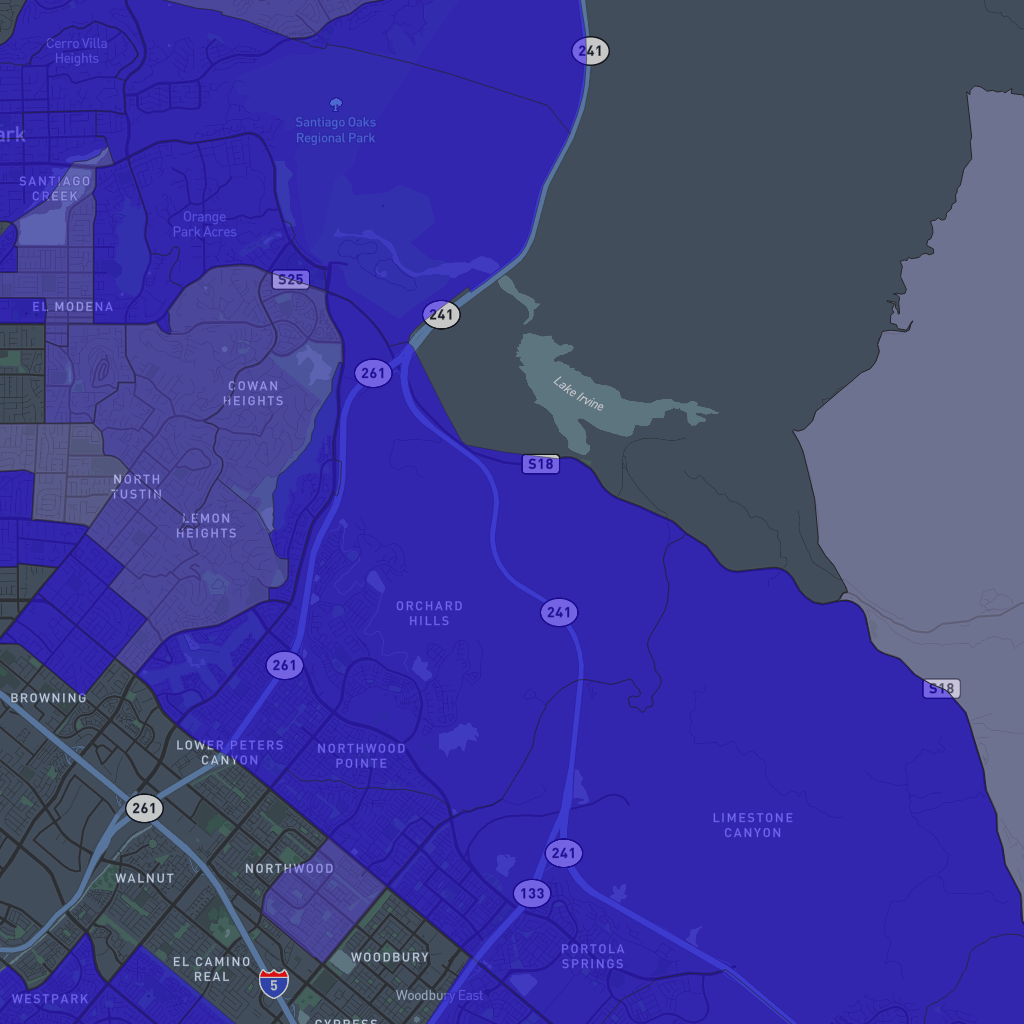 Cerro Villa
Heights
241
Santiago Oaks
Regional Park
ark
SANTIAGO
CREEK
Orange
Park Acres
S25
EL MODENA
241
261
COWAN
HEIGHTS
Lake Irvine
S18
NORTH
TUSTIN
LEMON
HEIGHTS
ORCHARD
HILLS
241
261
S18
BROWNING
LOWER PETERS
CANYON
NORTHWOOD
POINTE
261
LIMESTONE
CANYON
241
NORTHWOOD
WALNUT
133
PORTOLA
SPRINGS
WOODBURY
EL CAMINO
REAL
5
Woodbury East
WESTPARK
CYPRESS